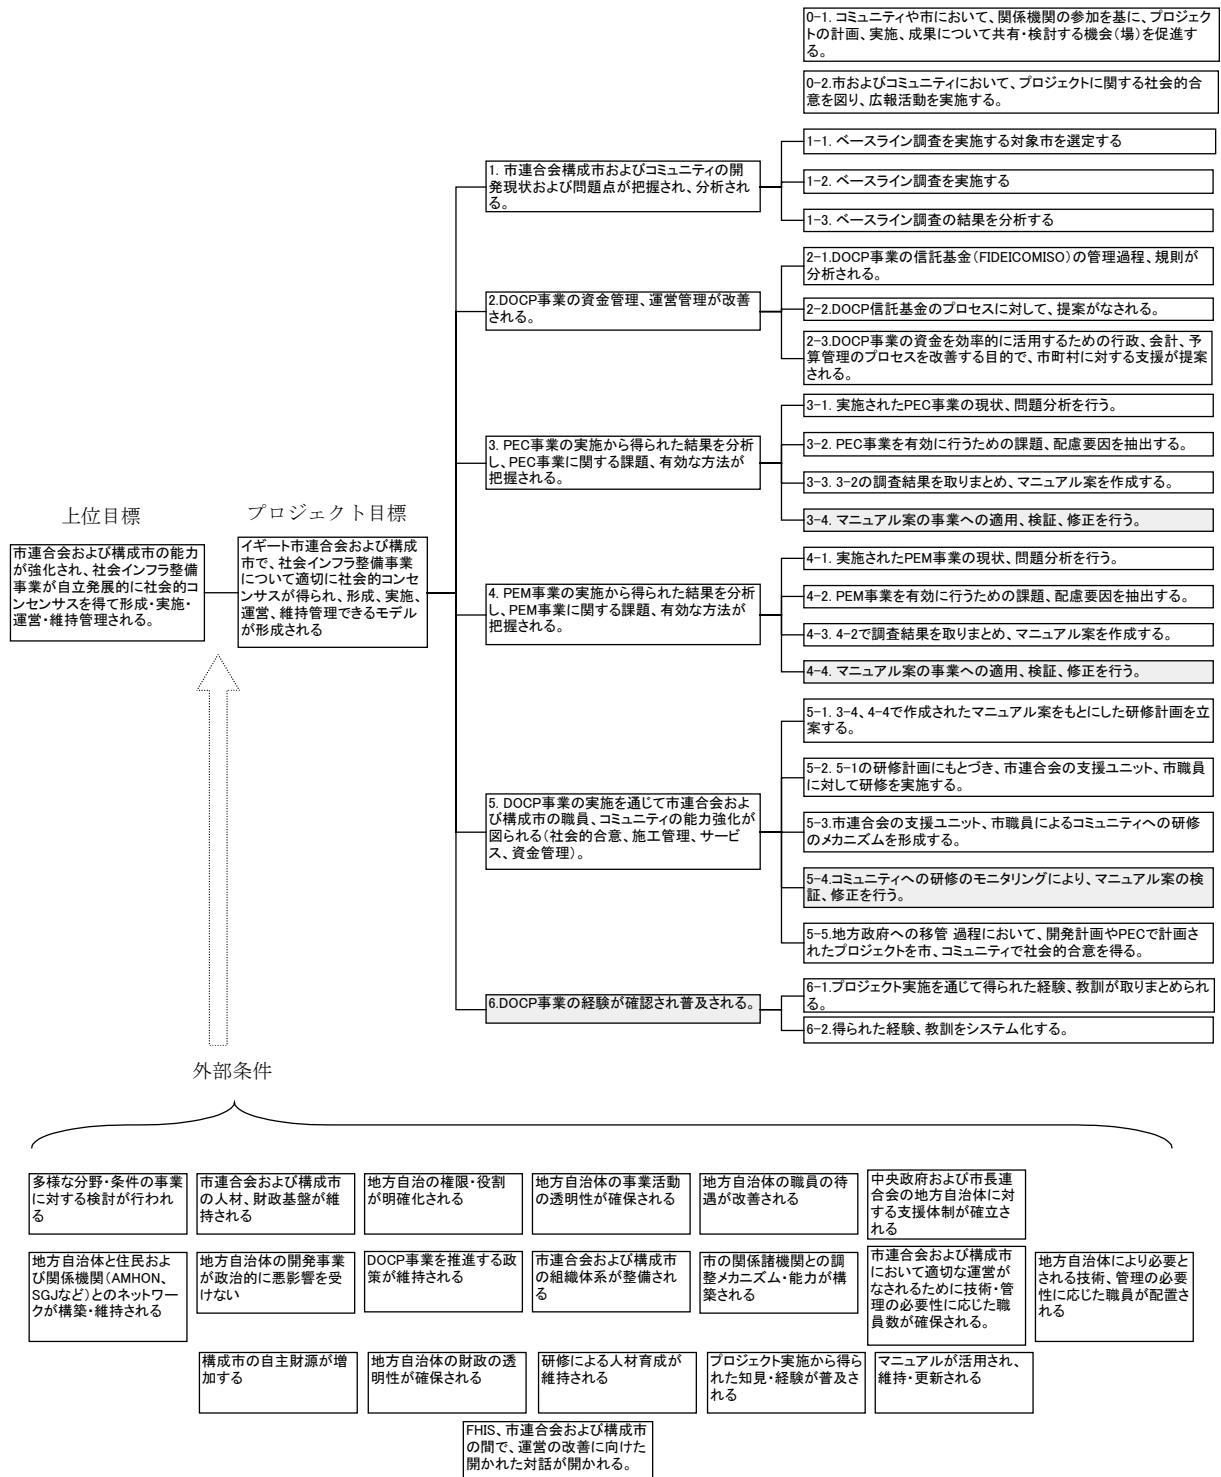 0-1. コミュニティや市において、関係機関の参加を基に、プロジェク
トの計画、実施、成果について共有・検討する機会（場）を促進す
る。
0-2.市およびコミュニティにおいて、プロジェクトに関する社会的合
意を図り、広報活動を実施する。
1. 市連合会構成市およびコミュニティの開
発現状および問題点が把握され、分析され
る。
1-1. ベースライン調査を実施する対象市を選定する
1-2. ベースライン調査を実施する
1-3. ベースライン調査の結果を分析する
2.DOCP事業の資金管理、運営管理が改善
される。
2-1.DOCP事業の信託基金（FIDEICOMISO）の管理過程、規則が
分析される。
2-2.DOCP信託基金のプロセスに対して、提案がなされる。
2-3.DOCP事業の資金を効率的に活用するための行政、会計、予
算管理のプロセスを改善する目的で、市町村に対する支援が提案
される。
3. PEC事業の実施から得られた結果を分析
し、PEC事業に関する課題、有効な方法が
把握される。
3-1. 実施されたPEC事業の現状、問題分析を行う。
3-2. PEC事業を有効に行うための課題、配慮要因を抽出する。
3-3. 3-2の調査結果を取りまとめ、マニュアル案を作成する。
3-4. マニュアル案の事業への適用、検証、修正を行う。
上位目標
市連合会および構成市の能力
が強化され、社会インフラ整備
事業が自立発展的に社会的コ
ンセンサスを得て形成・実施・
運営・維持管理される。
プロジェクト目標
イギート市連合会および構成
市で、社会インフラ整備事業
について適切に社会的コンセ
ンサスが得られ、形成、実施、
運営、維持管理できるモデル
が形成される
4. PEM事業の実施から得られた結果を分析
し、PEM事業に関する課題、有効な方法が
把握される。
4-1. 実施されたPEM事業の現状、問題分析を行う。
4-2. PEM事業を有効に行うための課題、配慮要因を抽出する。
4-3. 4-2で調査結果を取りまとめ、マニュアル案を作成する。
4-4. マニュアル案の事業への適用、検証、修正を行う。
5. DOCP事業の実施を通じて市連合会およ
び構成市の職員、コミュニティの能力強化が
図られる（社会的合意、施工管理、サービ
ス、資金管理）。
5-1. 3-4、4-4で作成されたマニュアル案をもとにした研修計画を立
案する。
5-2. 5-1の研修計画にもとづき、市連合会の支援ユニット、市職員
に対して研修を実施する。
5-3.市連合会の支援ユニット、市職員によるコミュニティへの研修
のメカニズムを形成する。
5-4.コミュニティへの研修のモニタリングにより、マニュアル案の検
証、修正を行う。
5-5.地方政府への移管 過程において、開発計画やPECで計画さ
れたプロジェクトを市、コミュニティで社会的合意を得る。
6.DOCP事業の経験が確認され普及される。
6-1.プロジェクト実施を通じて得られた経験、教訓が取りまとめられ
る。
6-2.得られた経験、教訓をシステム化する。
外部条件
多様な分野・条件の事業
に対する検討が行われ
る
市連合会および構成市
の人材、財政基盤が維
持される
地方自治の権限・役割
が明確化される
地方自治体の事業活動
の透明性が確保される
地方自治体の職員の待
遇が改善される
中央政府および市長連
合会の地方自治体に対
する支援体制が確立さ
れる
地方自治体と住民およ
び関係機関（AMHON、
SGJなど）とのネットワー
クが構築・維持される
地方自治体の開発事業
が政治的に悪影響を受
けない
DOCP事業を推進する政
策が維持される
市連合会および構成市
の組織体系が整備され
る
市の関係諸機関との調
整メカニズム・能力が構
築される
市連合会および構成市
において適切な運営が
なされるために技術・管
理の必要性に応じた職
員数が確保される。
地方自治体により必要と
される技術、管理の必要
性に応じた職員が配置さ
れる
構成市の自主財源が増
加する
地方自治体の財政の透
明性が確保される
研修による人材育成が
維持される
プロジェクト実施から得ら
れた知見・経験が普及さ
れる
マニュアルが活用され、
維持・更新される
FHIS、市連合会および構成市
の間で、運営の改善に向けた
開かれた対話が開かれる。